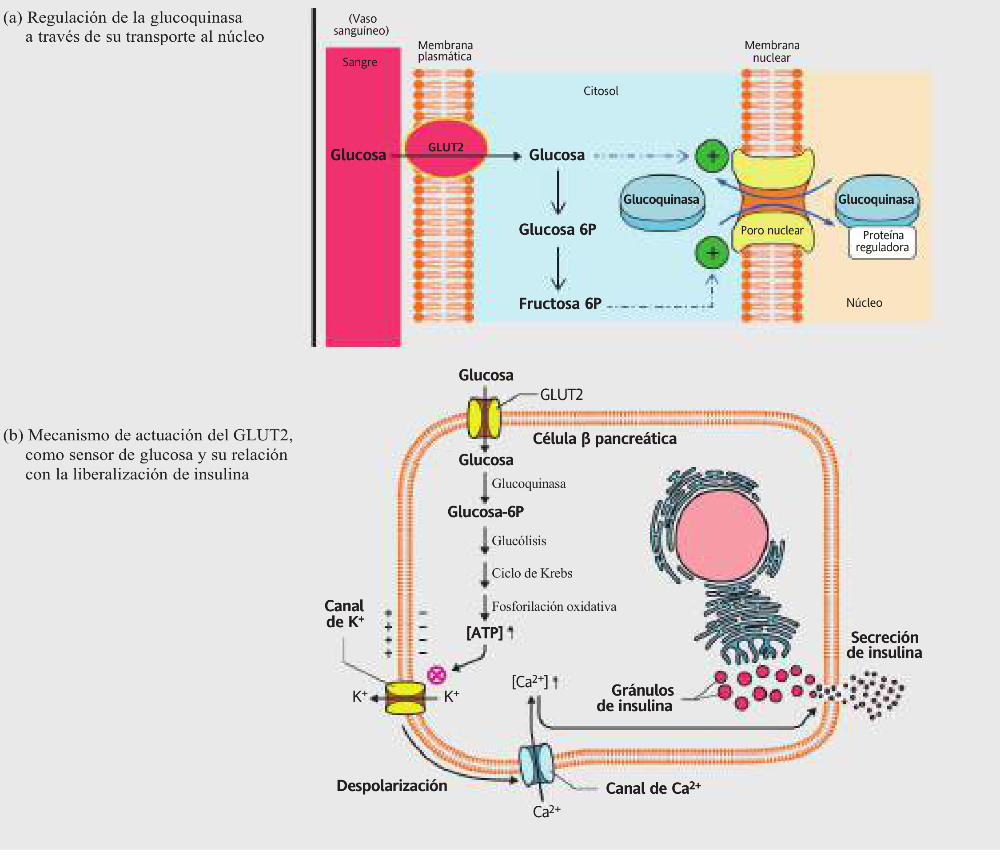 (a) Regulación de la glucoquinasa
a través de su transporte al núcleo
(Vaso
sanguíneo)
Sangre
Membrana
plasmática
Citosol
Membrana
nuclear
Glucosa
GLUT2
Glucosa
+
Glucoquinasa
Glucoquinasa
Glucosa 6P
Poro nuclear
Proteína
reguladora
+
Fructosa 6P
Núcleo
(b) Mecanismo de actuación del GLUT2,
como sensor de glucosa y su relación
con la liberalización de insulina
Glucosa
GLUT2
Célula β pancreática
Glucosa
Glucoquinasa
Glucosa-6P
Glucólisis
Ciclo de Krebs
Fosforilación oxidativa
[ATP]
Canal
de K⁺
+ −
+ −
+ −
+ −
K⁺
K⁺
[Ca²⁺]
Gránulos
de insulina
Secreción
de insulina
Despolarización
Canal de Ca²⁺
Ca²⁺